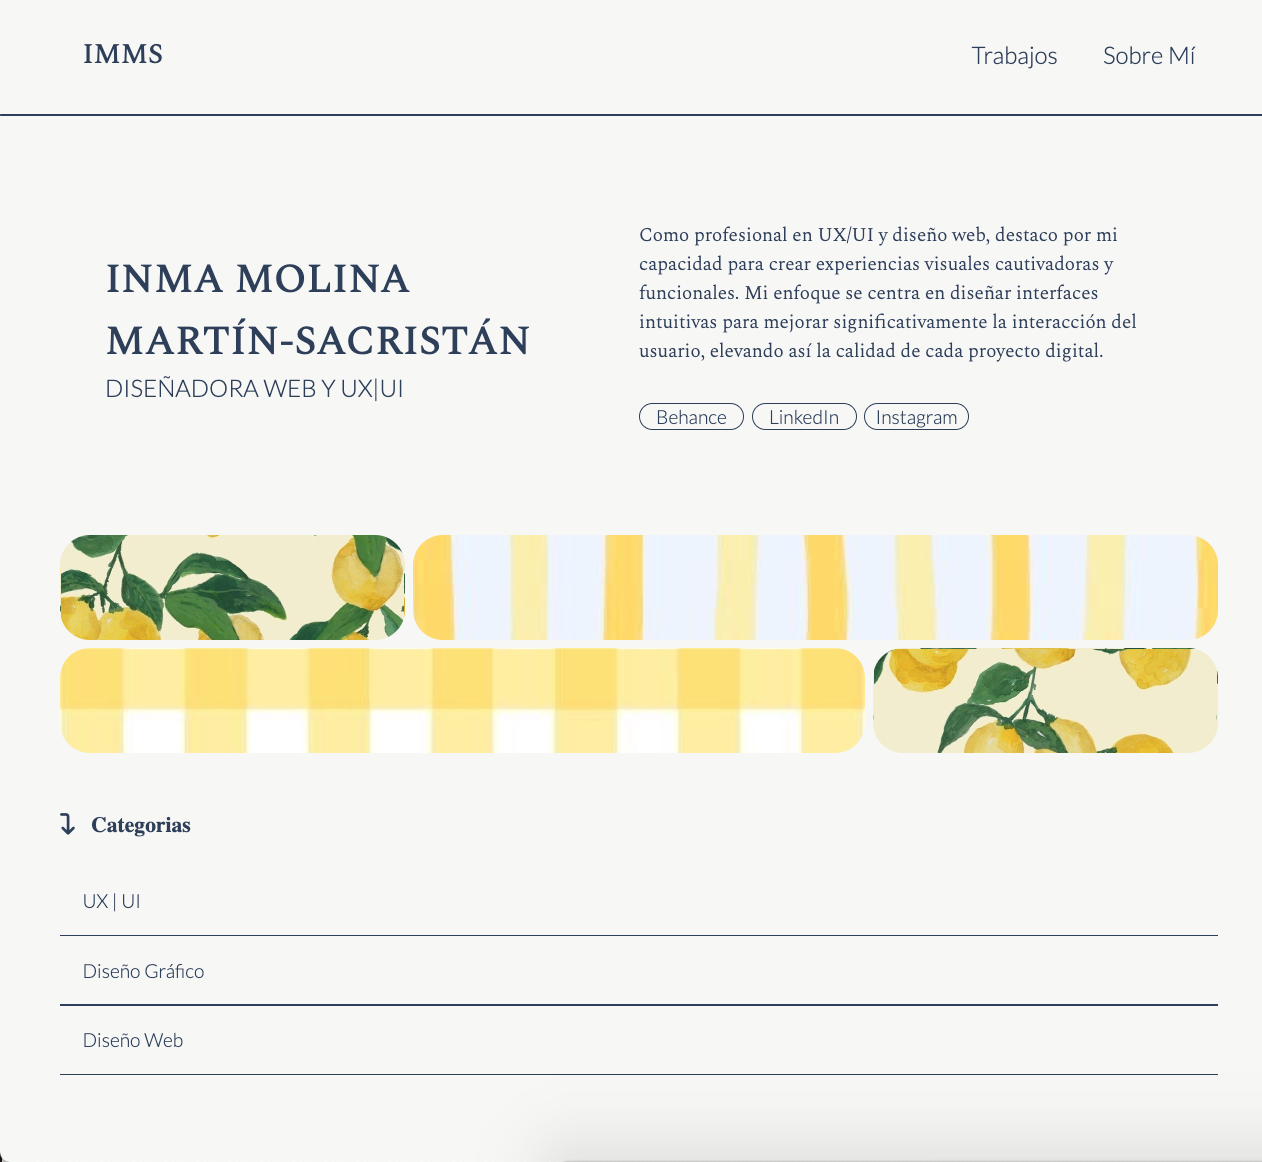 IMMS
Trabajos
Sobre Mí
INMA MOLINA
MARTÍN-SACRISTÁN
DISEÑADORA WEB Y UX|UI
Como profesional en UX/UI y diseño web, destaco por mi
capacidad para crear experiencias visuales cautivadoras y
funcionales. Mi enfoque se centra en diseñar interfaces
intuitivas para mejorar significativamente la interacción del
usuario, elevando así la calidad de cada proyecto digital.
Behance
LinkedIn
Instagram
Categorias
UX | UI
Diseño Gráfico
Diseño Web